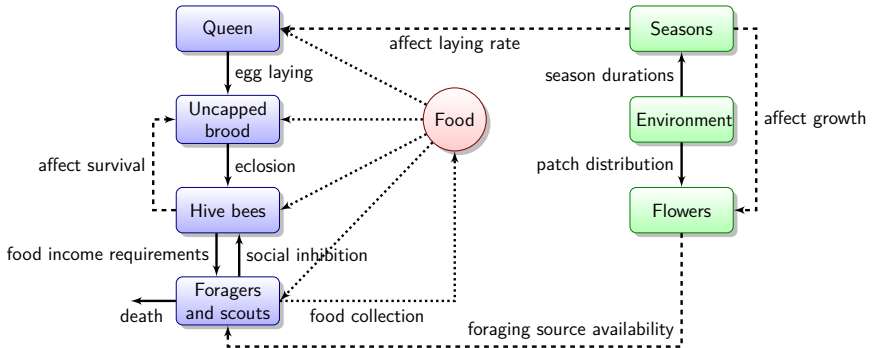 Queen
Seasons
affect laying rate
egg laying
season durations
Uncapped
brood
Food
Environment
affect growth
affect survival
eclosion
patch distribution
Hive bees
Flowers
food income requirements
social inhibition
Foragers
and scouts
death
food collection
foraging source availability